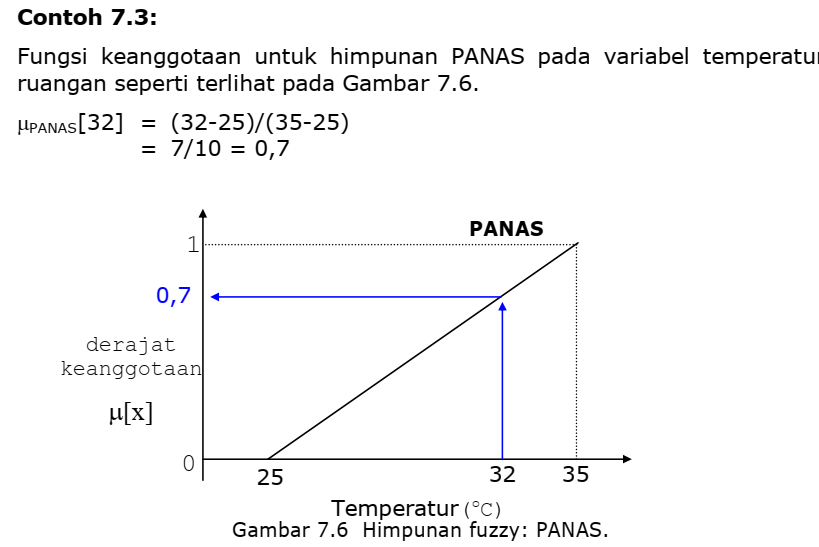 Contoh 7.3:
Fungsi keanggotaan untuk himpunan PANAS pada variabel temperatur
ruangan seperti terlihat pada Gambar 7.6.
μPANAS[32] = (32-25)/(35-25)
= 7/10 = 0,7
PANAS
1
0,7
derajat
keanggotaan
μ[x]
0
25
32
35
Temperatur (°C)
Gambar 7.6 Himpunan fuzzy: PANAS.